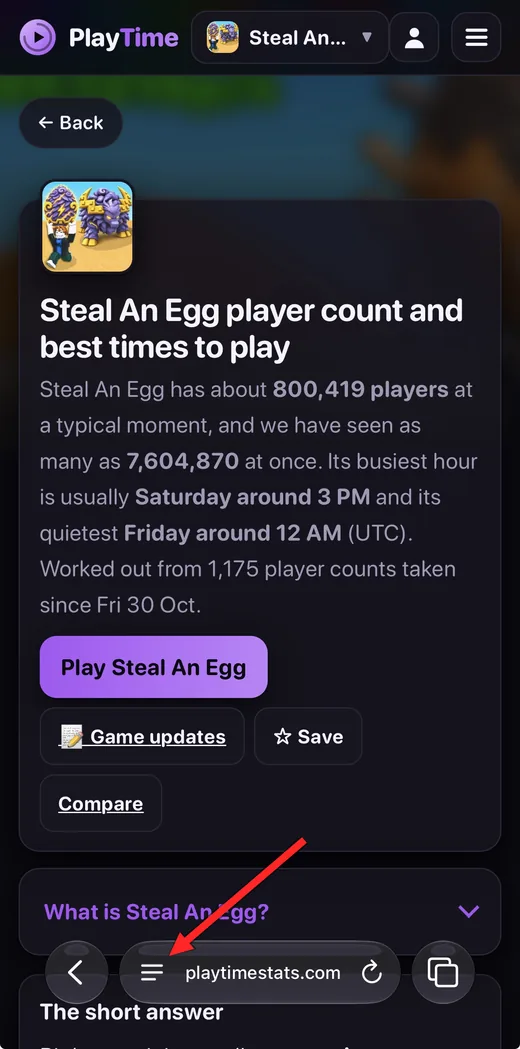 PlayTime
Steal An...
← Back
Steal An Egg player count and
best times to play
Steal An Egg has about 800,419 players at
a typical moment, and we have seen as
many as 7,604,870 at once. Its busiest hour
is usually Saturday around 3 PM and its
quietest Friday around 12 AM (UTC).
Worked out from 1,175 player counts taken
since Fri 30 Oct.
Play Steal An Egg
Game updates
☆ Save
Compare
What is Steal An Egg?
playtimestats.com
The short answer